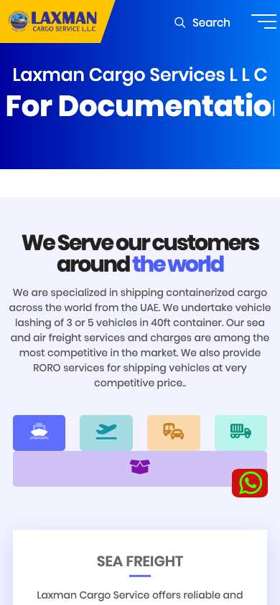 LAXMAN
CARGO SERVICE L.L.C
Search
Laxman Cargo Services L L C
For Documentatio
We Serve our customers
around the world
We are specialized in shipping containerized cargo
across the world from the UAE. We undertake vehicle
lashing of 3 or 5 vehicles in 40ft container. Our sea
and air freight services and charges are among the
most competitive in the market. We also provide
RORO services for shipping vehicles at very
competitive price..
SEA FREIGHT
Laxman Cargo Service offers reliable and